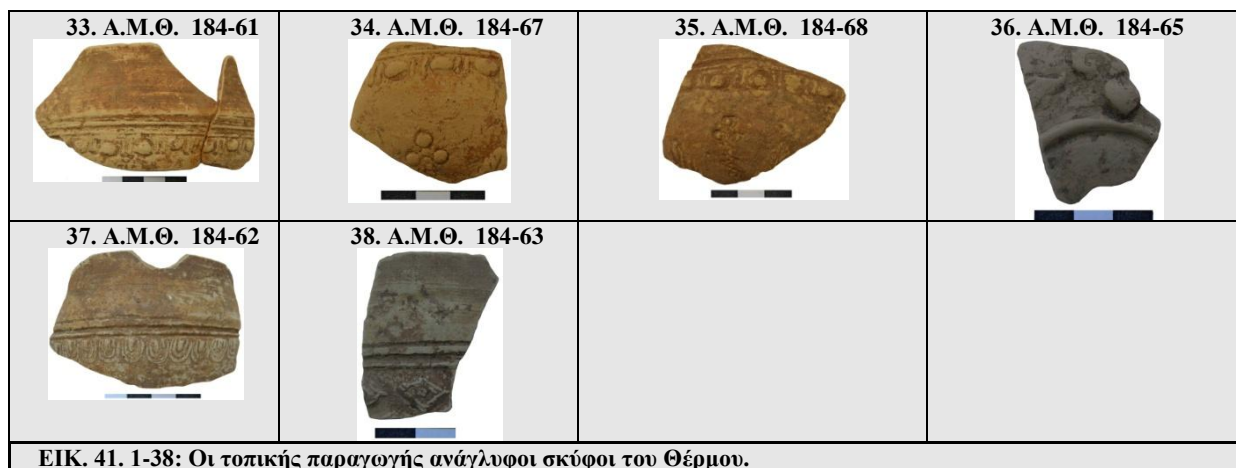 33. Α.Μ.Θ. 184-61
34. Α.Μ.Θ. 184-67
35. Α.Μ.Θ. 184-68
36. Α.Μ.Θ. 184-65
37. Α.Μ.Θ. 184-62
38. Α.Μ.Θ. 184-63
ΕΙΚ. 41. 1-38: Οι τοπικής παραγωγής ανάγλυφοι σκύφοι του Θέρμου.